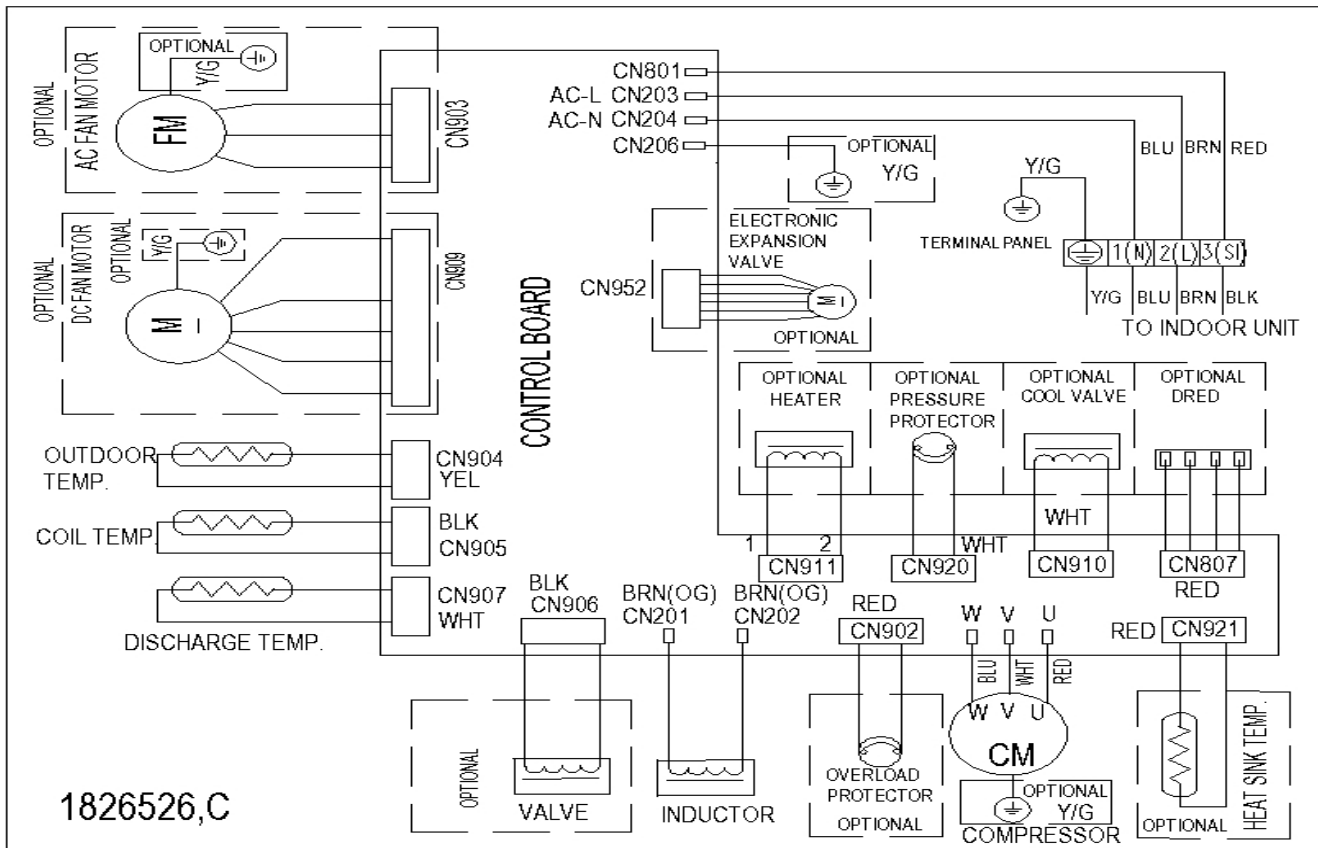 OPTIONAL
AC FAN MOTOR
OPTIONAL
Y/G
FM
CN903
OPTIONAL
DC FAN MOTOR
OPTIONAL
Y/G
M
CN909
OUTDOOR
TEMP.
CN904
YEL
COIL TEMP.
BLK
CN905
CN907
WHT
DISCHARGE TEMP.
CONTROL BOARD
CN801
AC-L CN203
AC-N CN204
CN206
OPTIONAL
Y/G
BLU BRN RED
Y/G
TERMINAL PANEL
1(N) 2(L) 3(SI)
Y/G BLU BRN BLK
TO INDOOR UNIT
ELECTRONIC
EXPANSION
VALVE
CN952
M
OPTIONAL
OPTIONAL
HEATER
OPTIONAL
PRESSURE
PROTECTOR
OPTIONAL
COOL VALVE
OPTIONAL
DRED
1 2
CN911
WHT
CN920
WHT
CN910
CN807
RED
BLK
CN906
BRN(OG)
CN201
BRN(OG)
CN202
RED
CN902
W V U
BLU WHT RED
W V U
CM
OPTIONAL
Y/G
COMPRESSOR
RED CN921
HEAT SINK TEMP.
OPTIONAL
OPTIONAL
VALVE
INDUCTOR
OVERLOAD
PROTECTOR
OPTIONAL
1826526,C